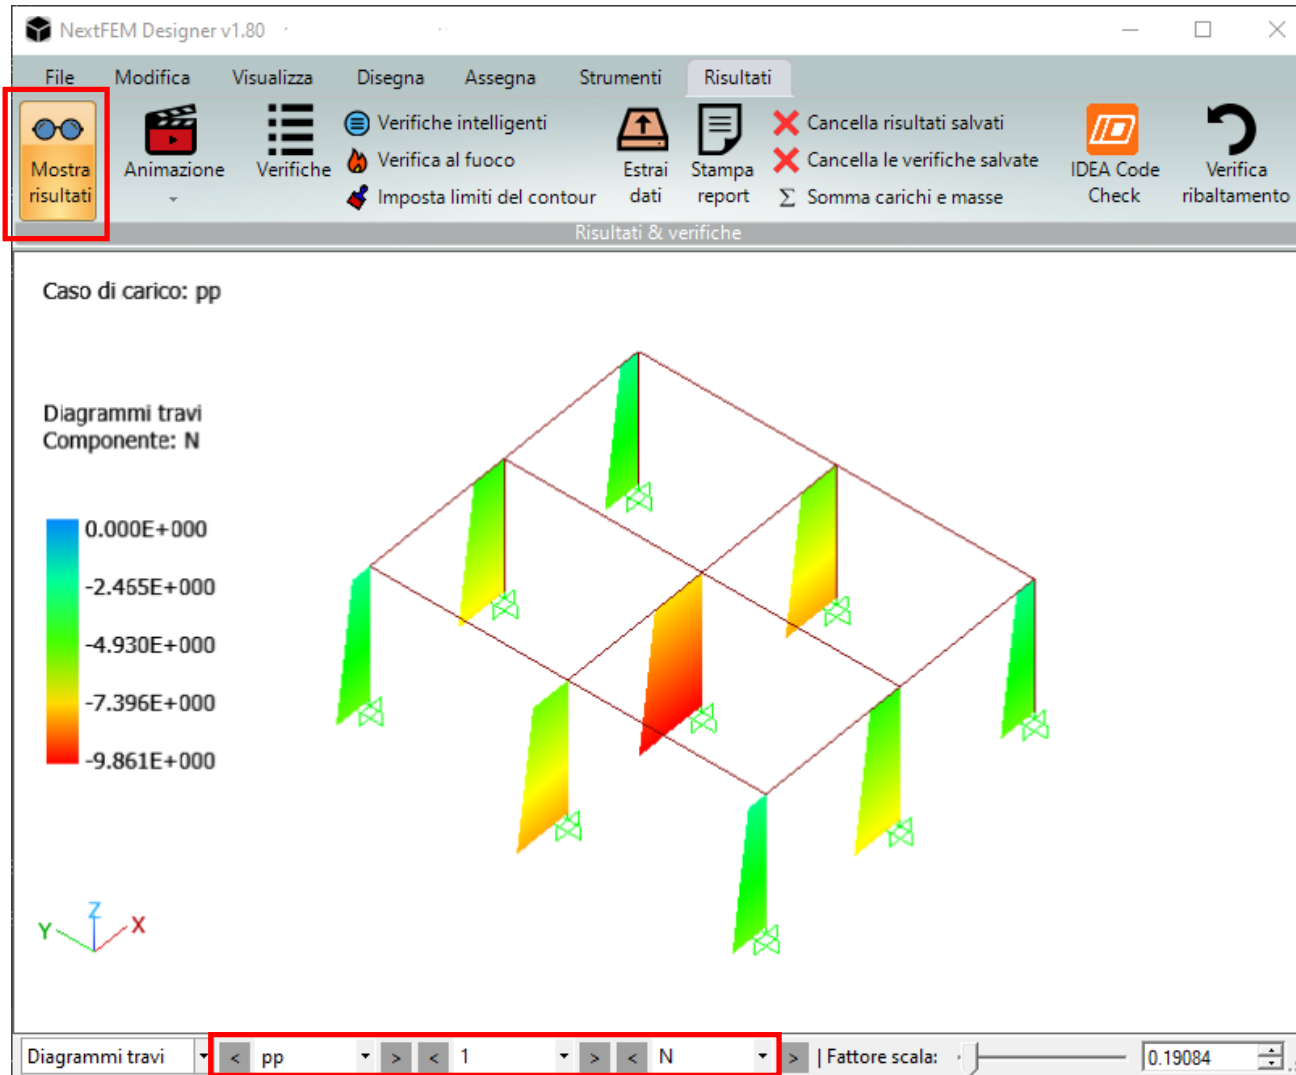 NextFEM Designer v1.80
File Modifica Visualizza Disegna Assegna Strumenti Risultati
Mostra risultati
Animazione
Verifiche
Verifiche intelligenti
Verifica al fuoco
Imposta limiti del contour
Estrai dati
Stampa report
Cancella risultati salvati
Cancella le verifiche salvate
Σ Somma carichi e masse
IDEA Code Check
Verifica ribaltamento
Risultati & verifiche
Caso di carico: pp
Diagrammi travi
Componente: N
0.000E+000
-2.465E+000
-4.930E+000
-7.396E+000
-9.861E+000
Z
Y X
Diagrammi travi < pp > < 1 > < N > | Fattore scala: 0.19084